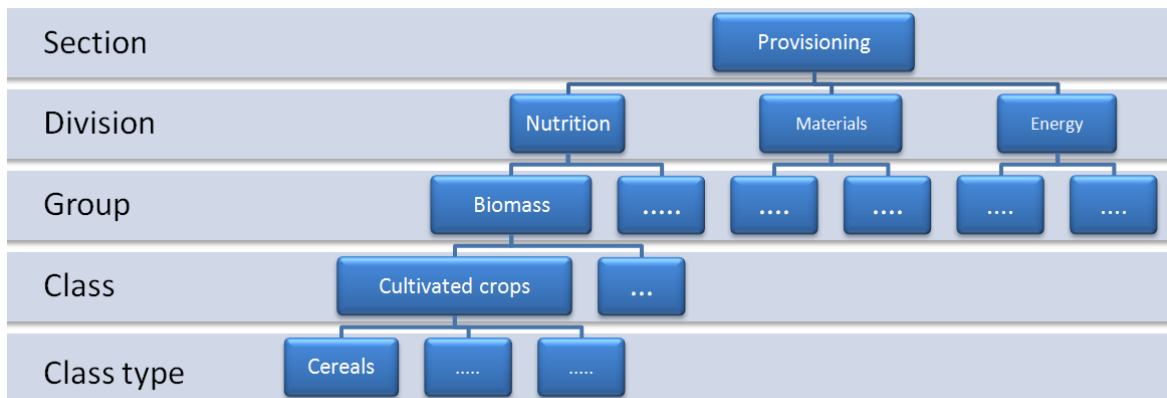 Section
Provisioning
Division
Nutrition
Materials
Energy
Group
Biomass
.....
....
....
....
....
Class
Cultivated crops
...
Class type
Cereals
.....
.....